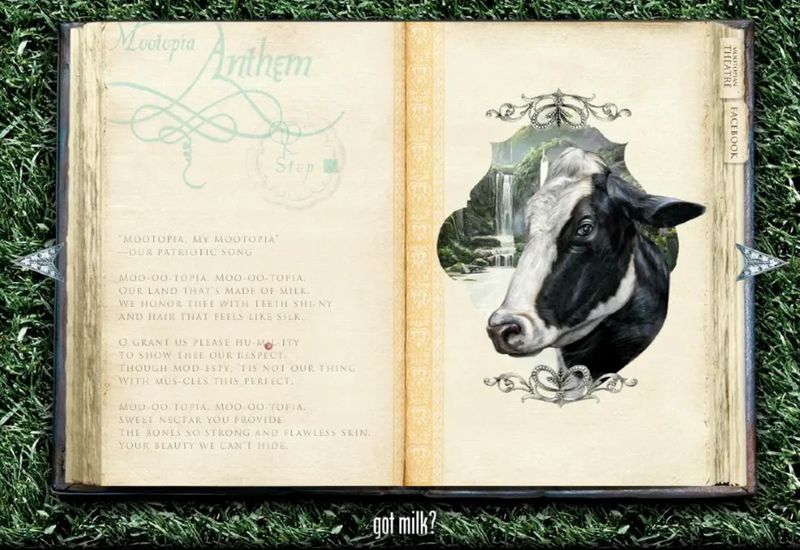 Mootopia
Anthem
Stop
"MOOTOPIA, MY MOOTOPIA"
—OUR PATRIOTIC SONG
MOO-OO-TOPIA, MOO-OO-TOPIA.
OUR LAND THAT'S MADE OF MILK.
WE HONOR THEE WITH TEETH SHI-NY
AND HAIR THAT FEELS LIKE SILK.
O GRANT US PLEASE HU-MIL-ITY
TO SHOW THEE OUR RESPECT.
THOUGH MOD-ESTY, 'TIS NOT OUR THING
WITH MUS-CLES THIS PERFECT.
MOO-OO-TOPIA, MOO-OO-TOPIA.
SWEET NECTAR YOU PROVIDE
THE BONES SO STRONG AND FLAWLESS SKIN.
YOUR BEAUTY WE CAN'T HIDE.
MOOTOPIAN
THEATRE
FACEBOOK
got milk?